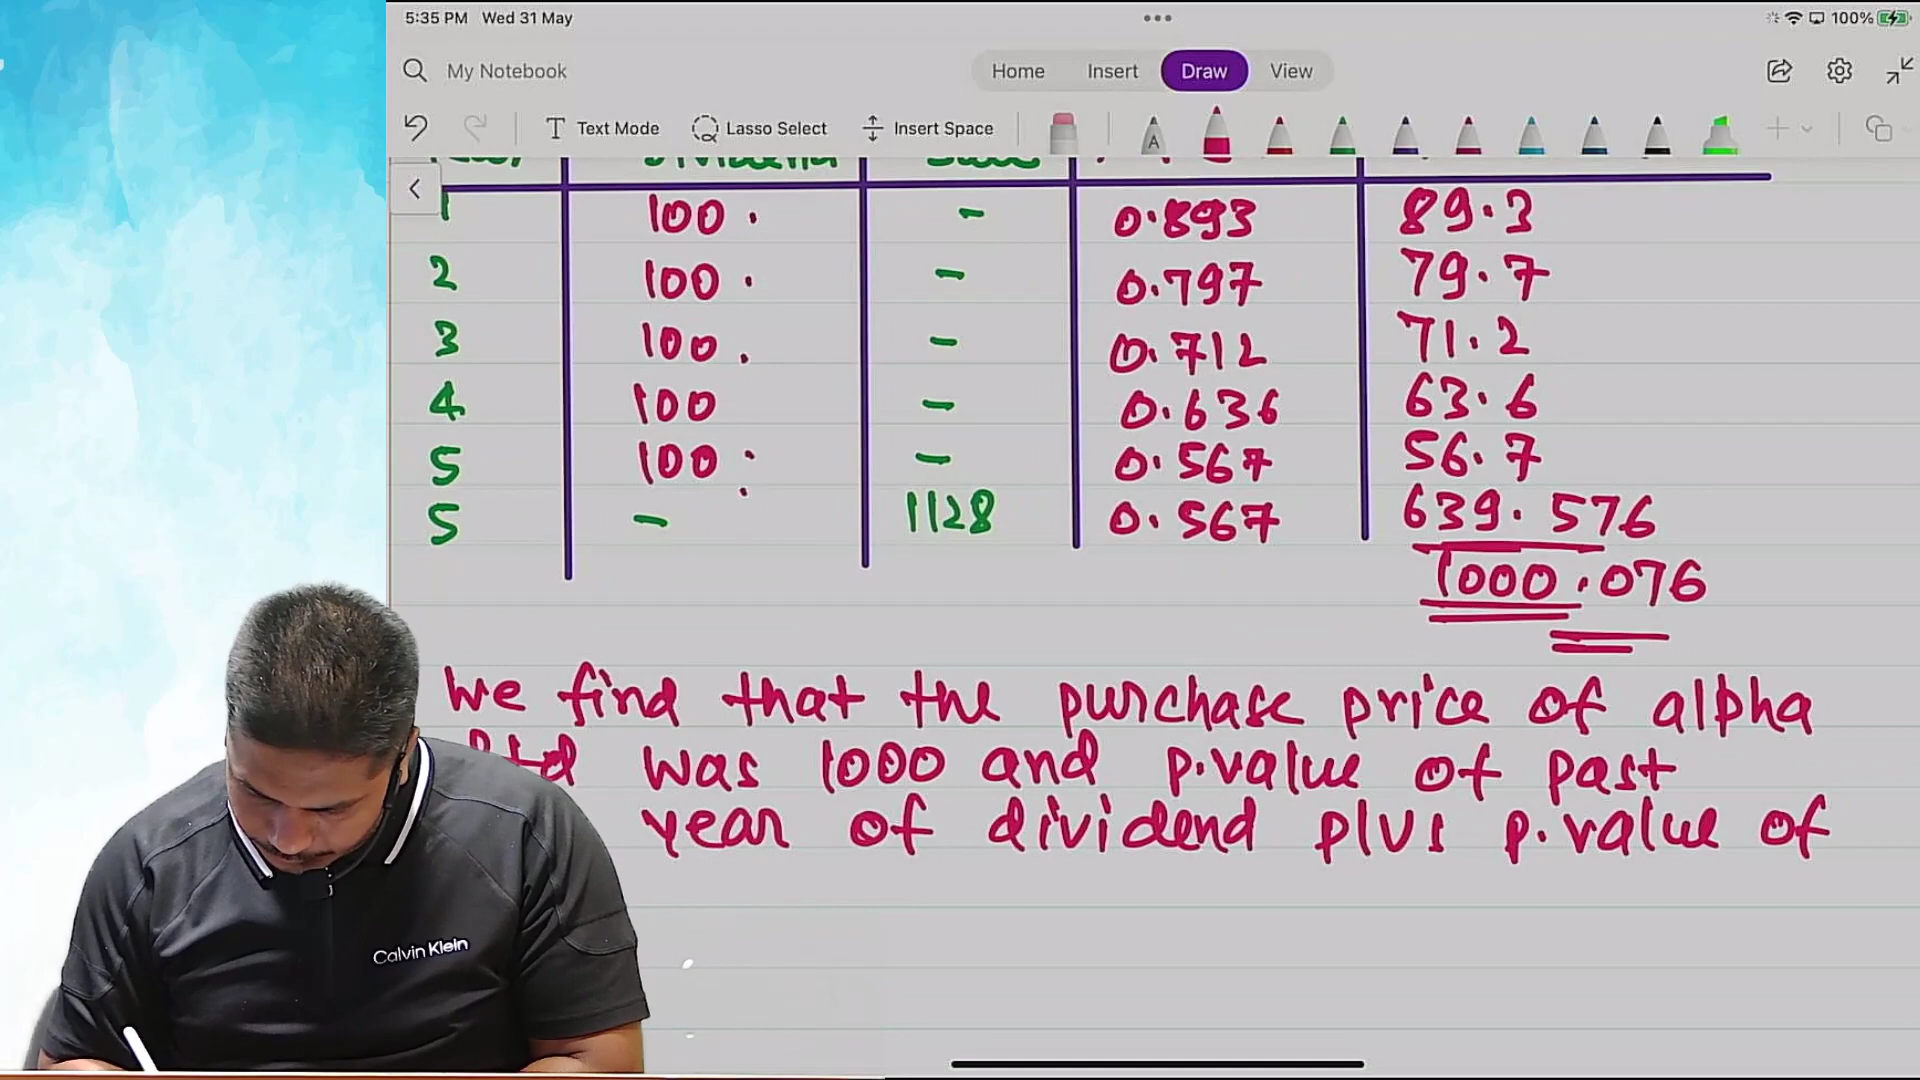 5:35 PM Wed 31 May
100%
My Notebook
Home Insert Draw View
Text Mode Lasso Select Insert Space
A
1 100 - 0.893 89.3
2 100 - 0.797 79.7
3 100 - 0.712 71.2
4 100 - 0.636 63.6
5 100 - 0.567 56.7
5 - 1128 0.567 639.576
1000.076
we find that the purchase price of alpha
was 1000 and p.value of past
year of dividend plus p.value of
Calvin Klein